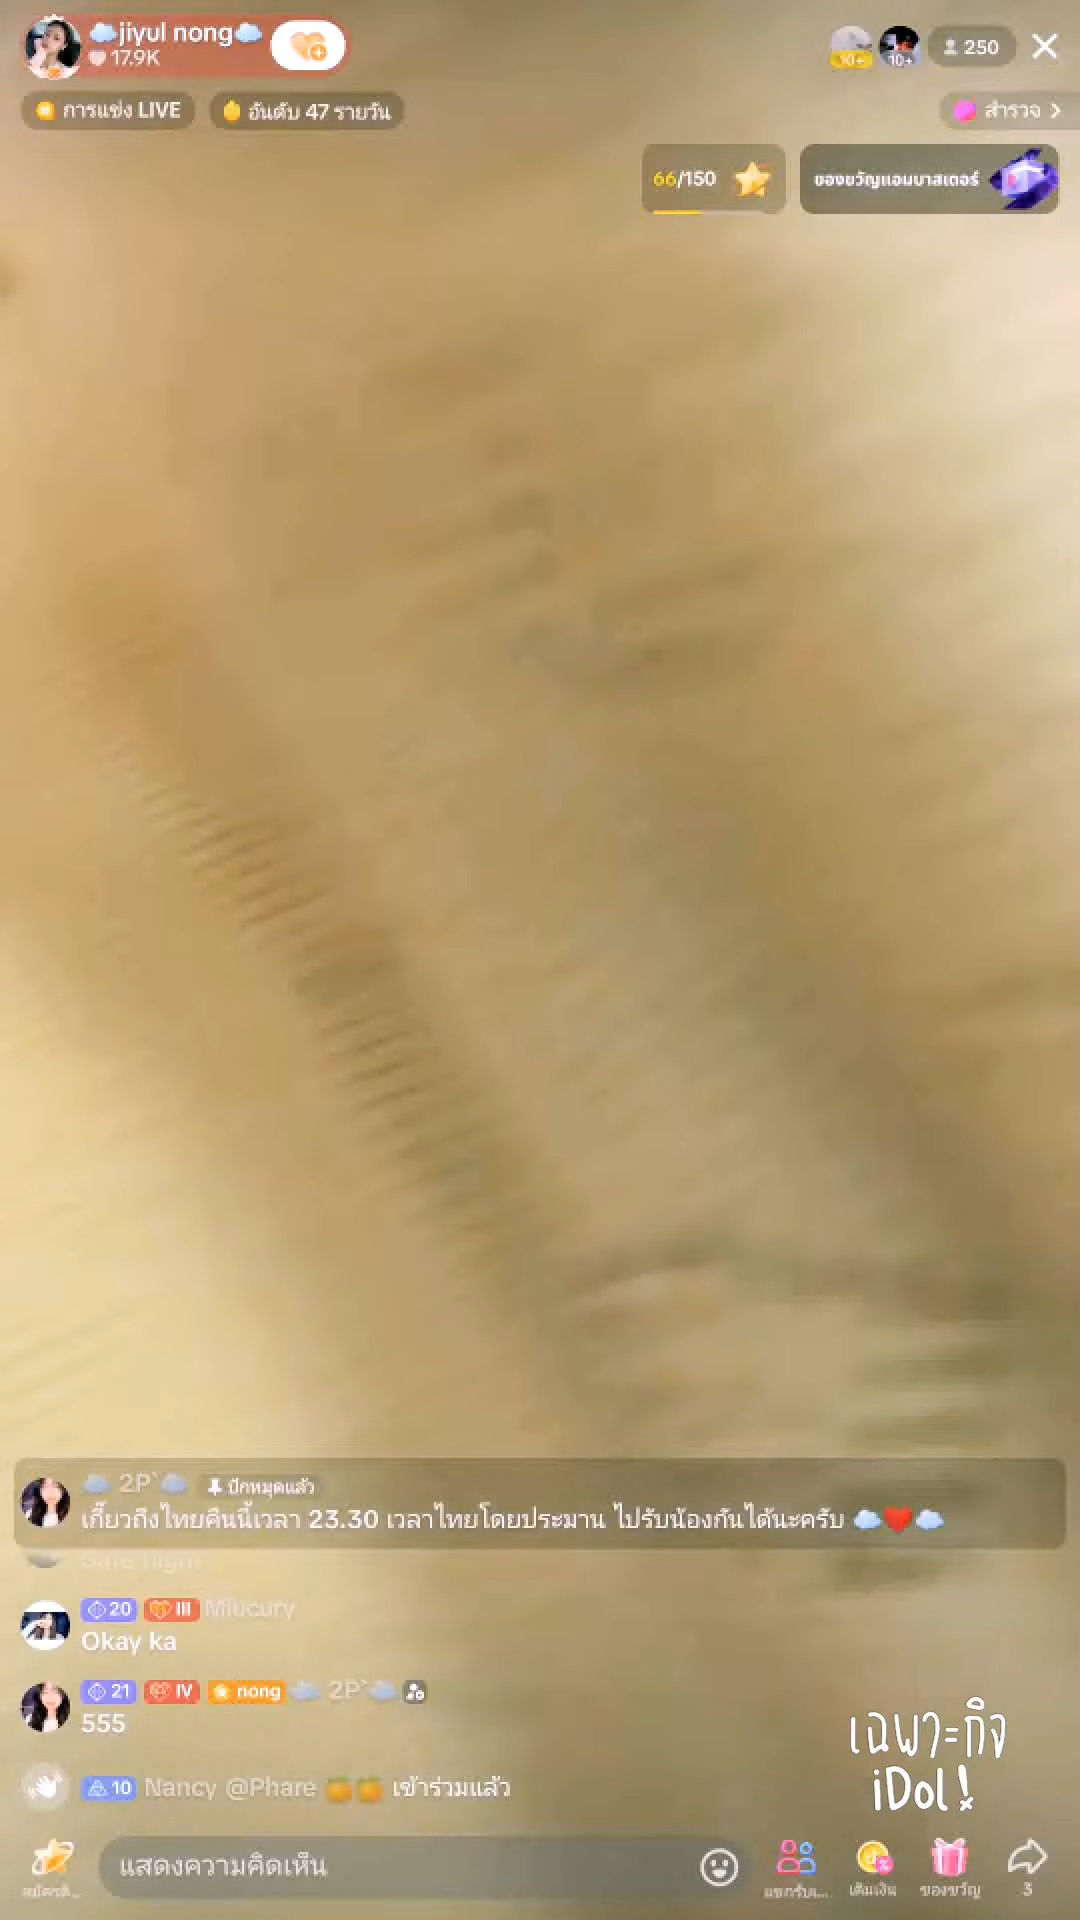 ☁️jiyul nong☁️
17.9K
10+
10+
250
การแข่ง LIVE
อันดับ 47 รายวัน
สำรวจ >
66/150
ของขวัญแอมบาสเดอร์
☁️ 2P`☁️ ปักหมุดแล้ว
เที่ยวถึงไทยคืนนี้เวลา 23.30 เวลาไทยโดยประมาน ไปรับน้องกันได้นะครับ ☁️❤️☁️
Safe flight
20 III Miucury
Okay ka
21 IV nong ☁️ 2P`☁️
555
10 Nancy @Phare 🍊🍊 เข้าร่วมแล้ว
เฉพาะกิจ
iDol!
แสดงความคิดเห็น
เติมเงิน
ของขวัญ
3